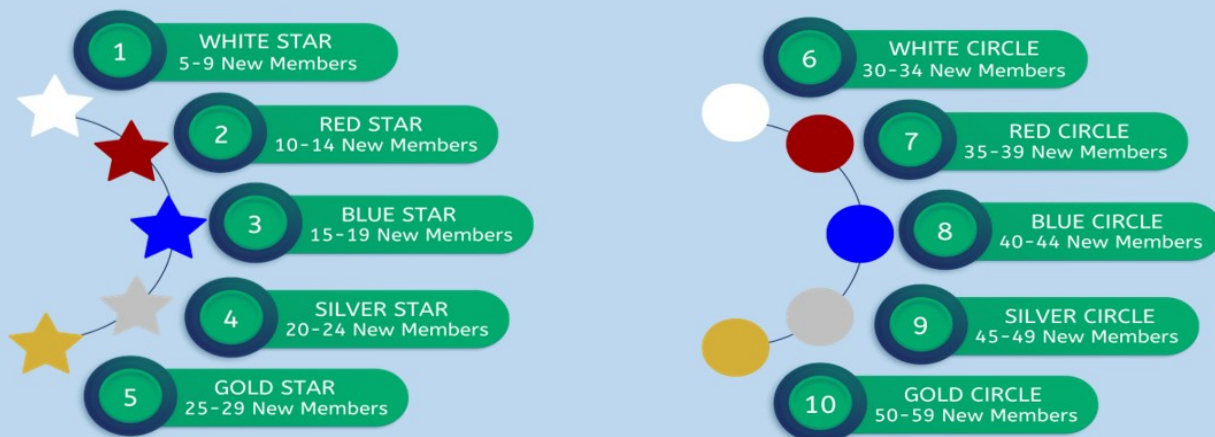 1
WHITE STAR
5-9 New Members
2
RED STAR
10-14 New Members
3
BLUE STAR
15-19 New Members
4
SILVER STAR
20-24 New Members
5
GOLD STAR
25-29 New Members
6
WHITE CIRCLE
30-34 New Members
7
RED CIRCLE
35-39 New Members
8
BLUE CIRCLE
40-44 New Members
9
SILVER CIRCLE
45-49 New Members
10
GOLD CIRCLE
50-59 New Members